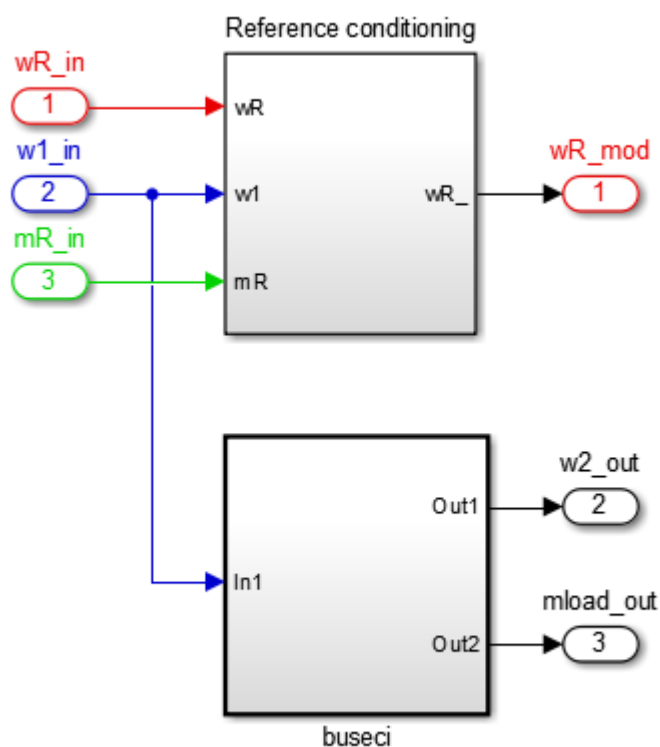 Reference conditioning
wR_in
1
wR
w1_in
2
w1
wR_
wR_mod
1
mR_in
3
mR
w2_out
Out1
2
In1
mload_out
Out2
3
buseci